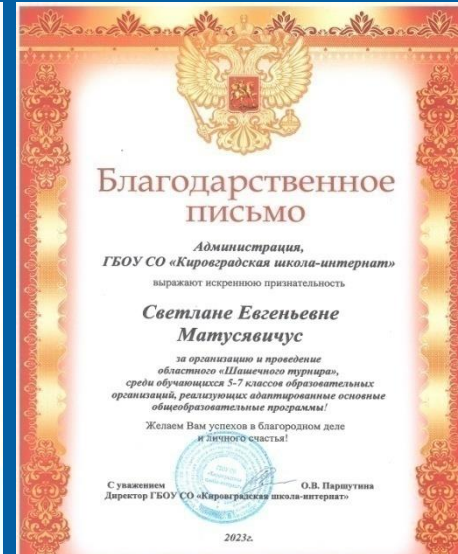 Благодарственное
письмо
Администрация,
ГБОУ СО «Кировградская школа-интернат»
выражают искреннюю признательность
Светлане Евгеньевне
Матусявичус
за организацию и проведение
областного «Шашечного турнира»,
среди обучающихся 5-7 классов образовательных
организаций, реализующих адаптированные основные
общеобразовательные программы!
Желаем Вам успехов в благородном деле
и личного счастья!
С уважением О.В. Паршутина
Директор ГБОУ СО «Кировградская школа-интернат»
2023г.